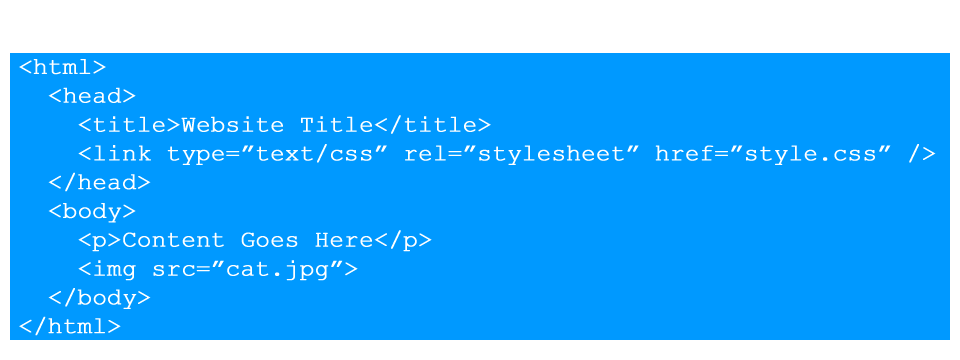 <html>
  <head>
    <title>Website Title</title>
    <link type=”text/css” rel=”stylesheet” href=”style.css” />
  </head>
  <body>
    <p>Content Goes Here</p>
    <img src=”cat.jpg”>
  </body>
</html>